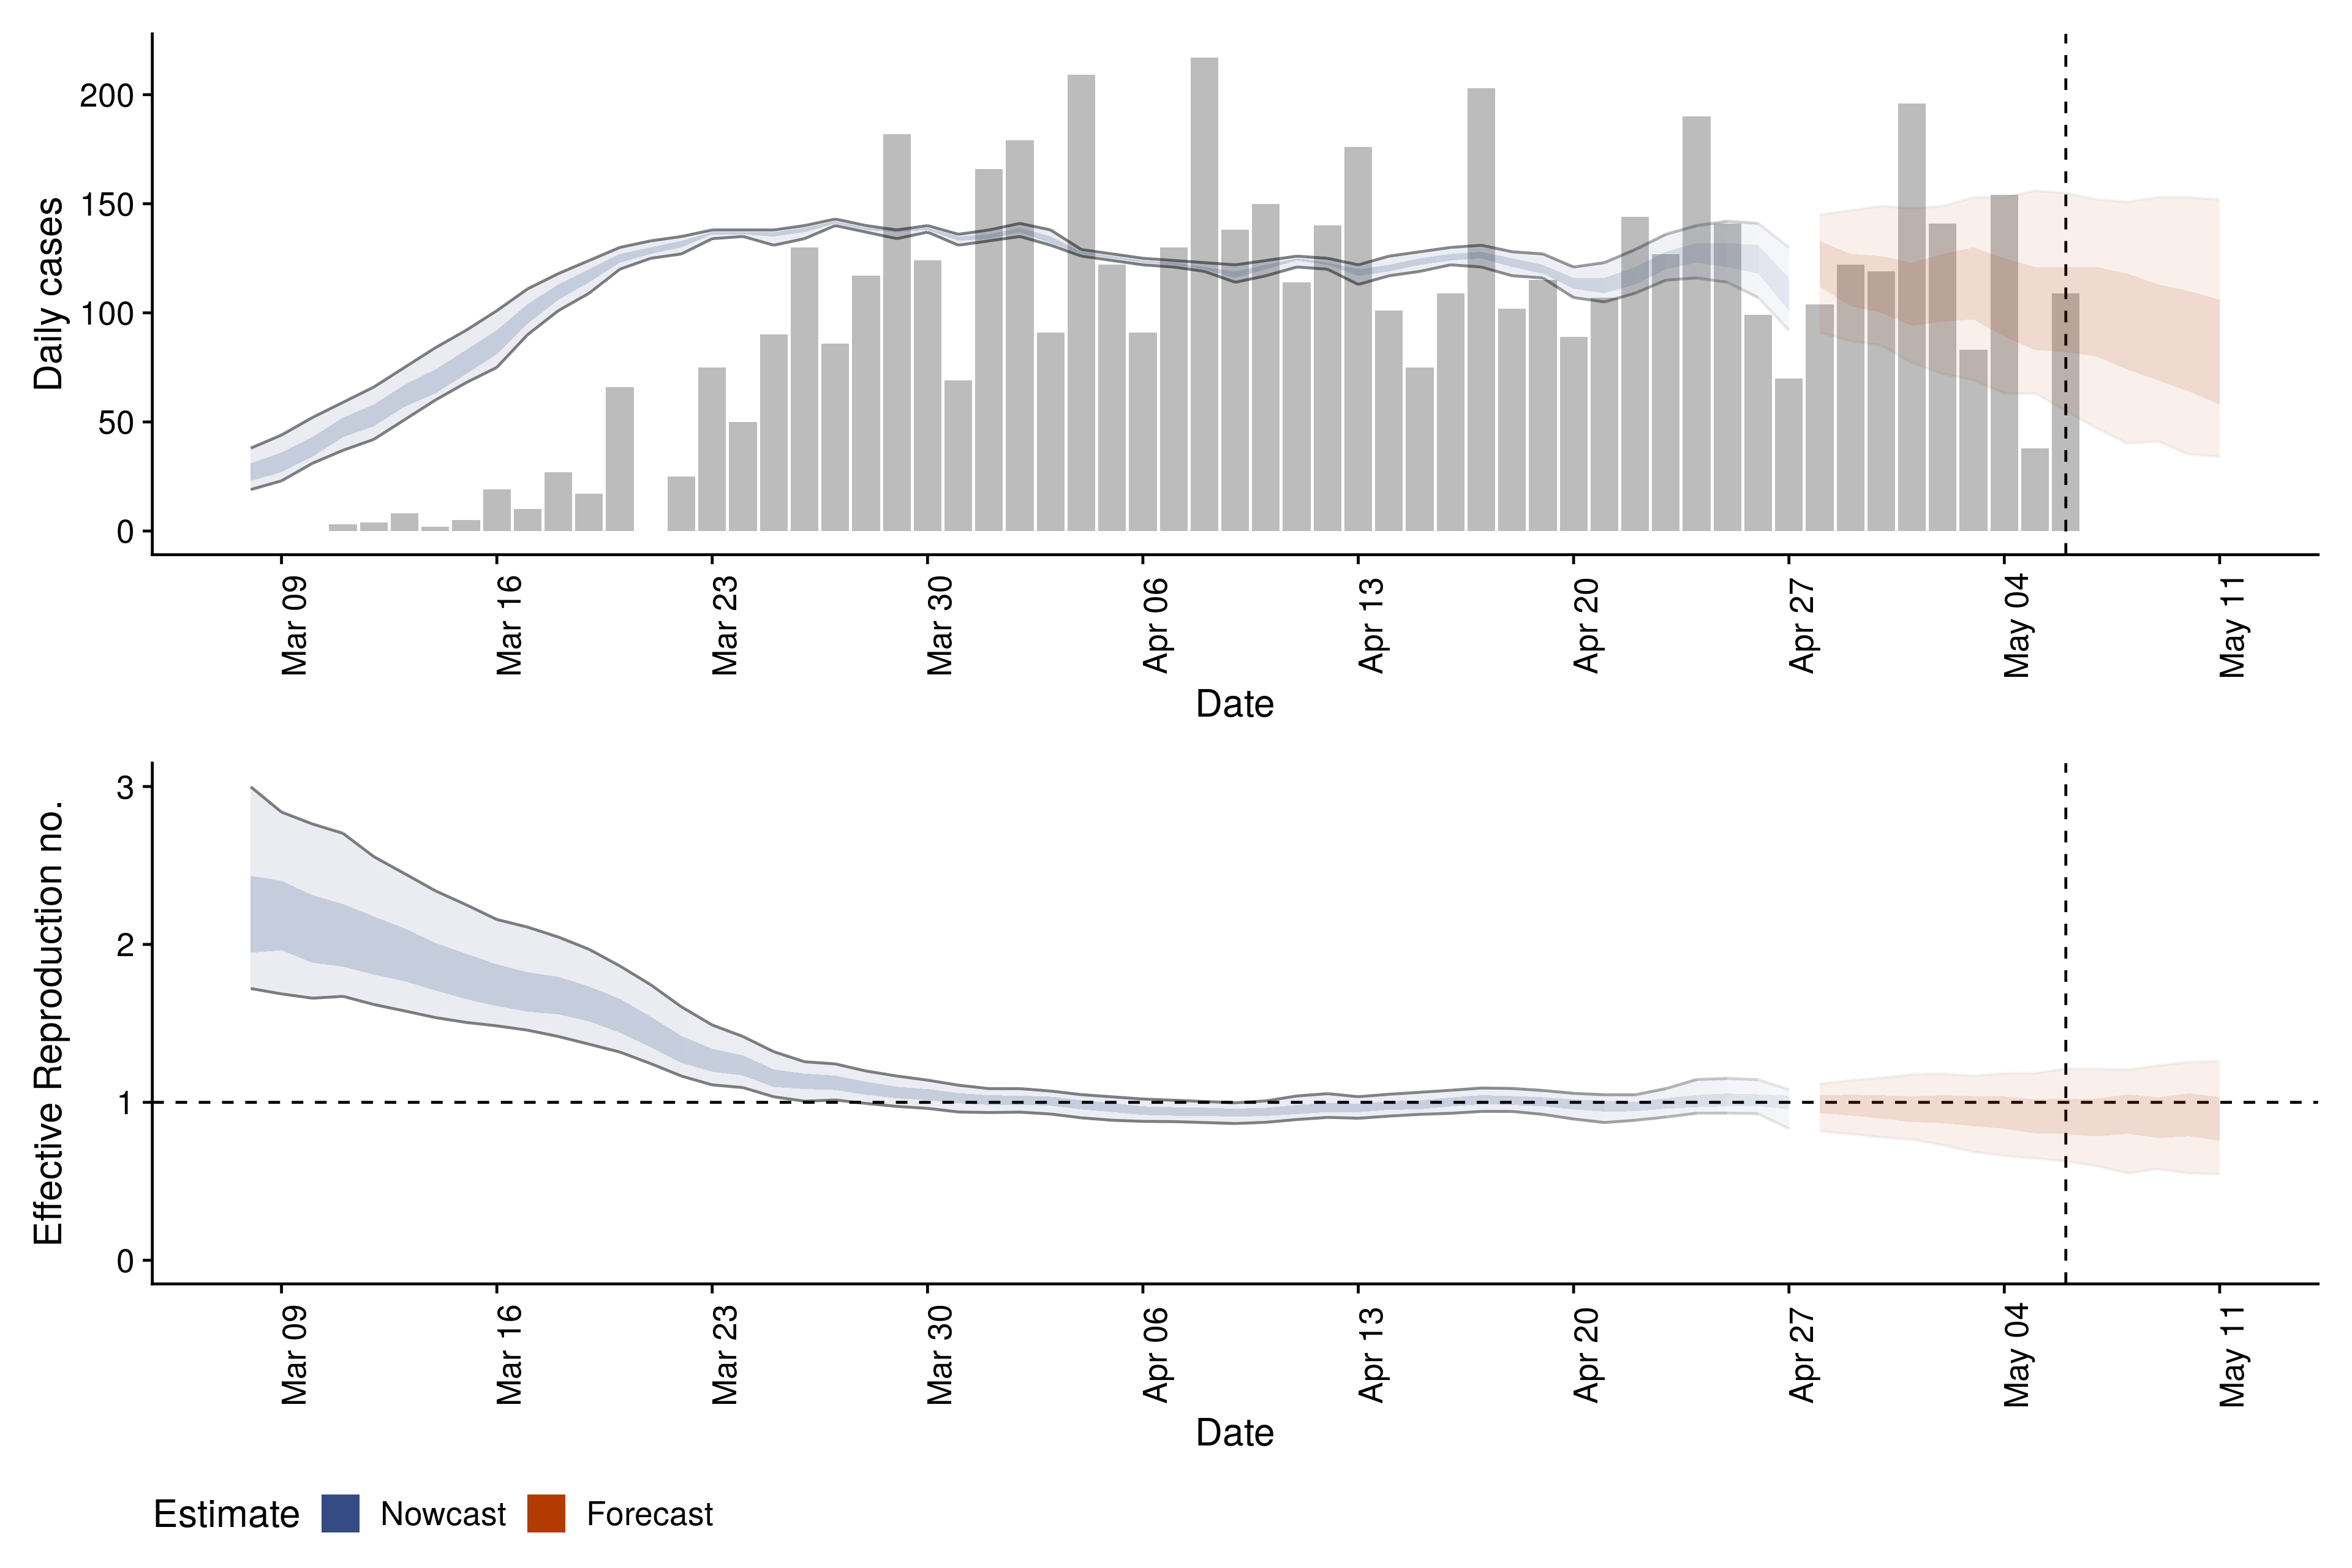 Daily cases
200
150
100
50
0
Mar 09
Mar 16
Mar 23
Mar 30
Apr 06
Apr 13
Apr 20
Apr 27
May 04
May 11
Date
Effective Reproduction no.
3
2
1
0
Mar 09
Mar 16
Mar 23
Mar 30
Apr 06
Apr 13
Apr 20
Apr 27
May 04
May 11
Date
Estimate Nowcast Forecast